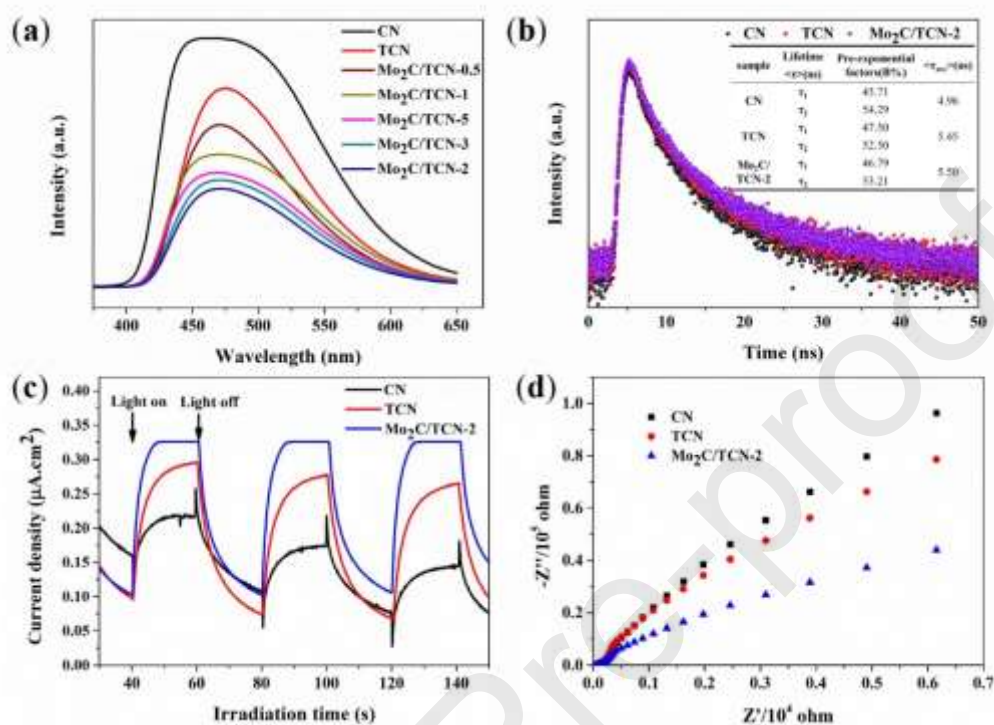 (a)
CN
TCN
Mo₂C/TCN-0.5
Mo₂C/TCN-1
Mo₂C/TCN-5
Mo₂C/TCN-3
Mo₂C/TCN-2
Intensity (a.u.)
400 450 500 550 600 650
Wavelength (nm)
(b)
CN TCN Mo₂C/TCN-2
sample Lifetime <τ>(ns) Pre-exponential factors(B%)
CN τ₁ 45.71 4.96
54.29
TCN τ₁ 47.50 5.65
52.50
Mo₂C/TCN-2 τ₁ 46.79 5.50
53.21
Intensity (a.u.)
0 10 20 30 40 50
Time (ns)
(c)
Light on Light off
CN
TCN
Mo₂C/TCN-2
Current density (μA.cm²)
0.40
0.35
0.30
0.25
0.20
0.15
0.10
0.05
0.00
40 60 80 100 120 140
Irradiation time (s)
(d)
CN
TCN
Mo₂C/TCN-2
-Z''/10⁵ ohm
1.0
0.8
0.6
0.4
0.2
0.0
0.0 0.1 0.2 0.3 0.4 0.5 0.6 0.7
Z'/10⁴ ohm
Pre-proof